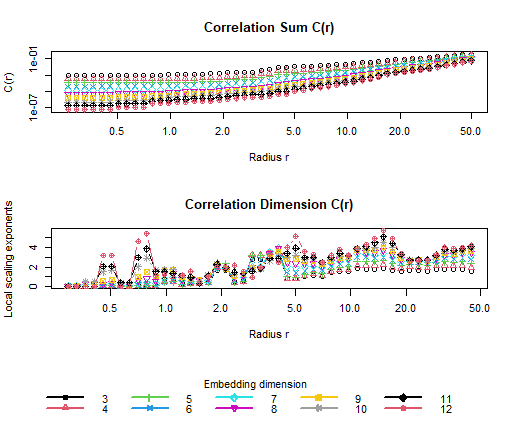 Correlation Sum C(r)
C(r)
1e-01
1e-07
0.5 1.0 2.0 5.0 10.0 20.0 50.0
Radius r
Correlation Dimension C(r)
Local scaling exponents
4
2
0
0.5 1.0 2.0 5.0 10.0 20.0 50.0
Radius r
Embedding dimension
3 5 7 9 11
4 6 8 10 12